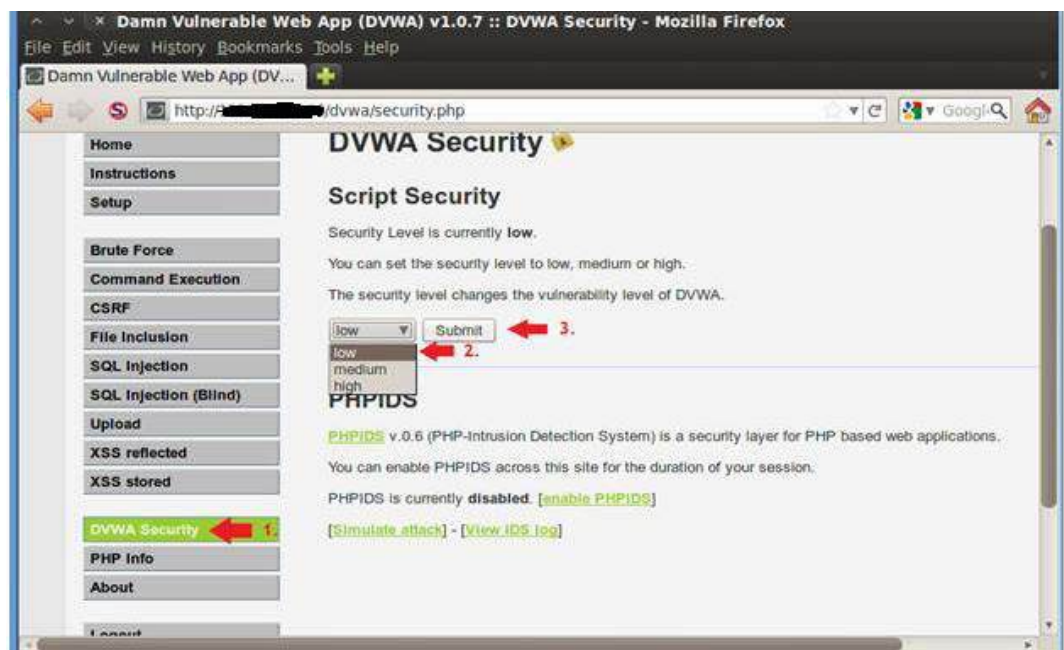 Damn Vulnerable Web App (DVWA) v1.0.7 :: DVWA Security - Mozilla Firefox
File Edit View History Bookmarks Tools Help
Damn Vulnerable Web App (DV...
http:// /dvwa/security.php
Googl
Home
Instructions
Setup
Brute Force
Command Execution
CSRF
File Inclusion
SQL Injection
SQL Injection (Blind)
Upload
XSS reflected
XSS stored
DVWA Security 1.
PHP Info
About
Logout
DVWA Security
Script Security
Security Level is currently low.
You can set the security level to low, medium or high.
The security level changes the vulnerability level of DVWA.
low Submit 3.
low 2.
medium
high
PHPIDS
PHPIDS v.0.6 (PHP-Intrusion Detection System) is a security layer for PHP based web applications.
You can enable PHPIDS across this site for the duration of your session.
PHPIDS is currently disabled. [enable PHPIDS]
[Simulate attack] - [View IDS log]